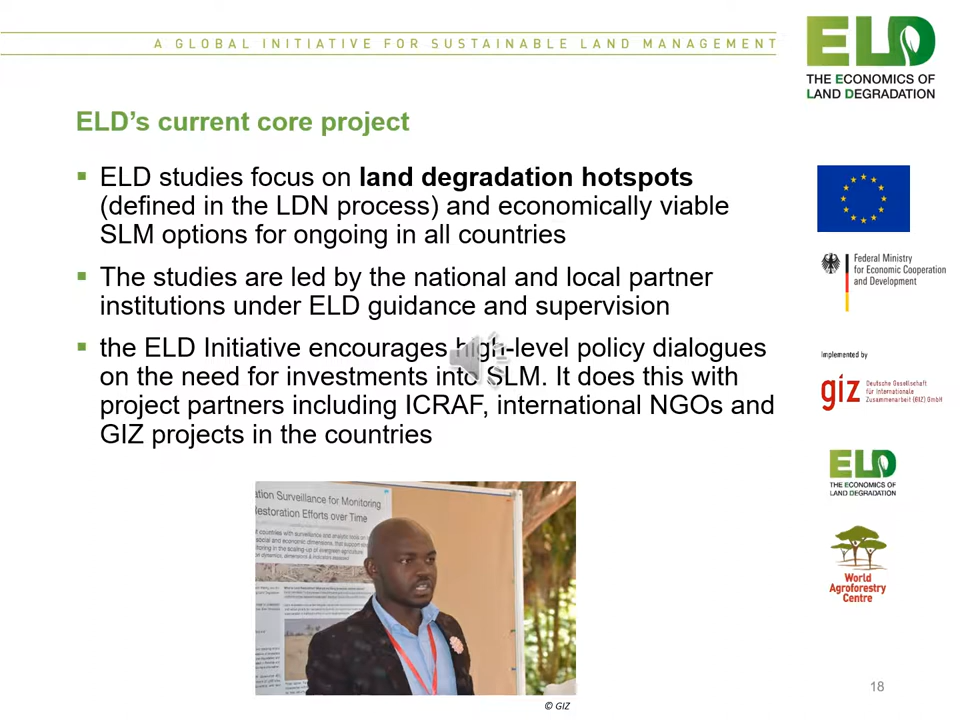 A GLOBAL INITIATIVE FOR SUSTAINABLE LAND MANAGEMENT
ELD
THE ECONOMICS OF
LAND DEGRADATION
ELD's current core project
ELD studies focus on land degradation hotspots
(defined in the LDN process) and economically viable
SLM options for ongoing in all countries
The studies are led by the national and local partner
institutions under ELD guidance and supervision
the ELD Initiative encourages high-level policy dialogues
on the need for investments into SLM. It does this with
project partners including ICRAF, international NGOs and
GIZ projects in the countries
Federal Ministry
for Economic Cooperation
and Development
Implemented by
giz
Deutsche Gesellschaft
für Internationale
Zusammenarbeit (GIZ) GmbH
ELD
THE ECONOMICS OF
LAND DEGRADATION
World
Agroforestry
Centre
ation Surveillance for Monitoring
Restoration Efforts over Time
© GIZ
18